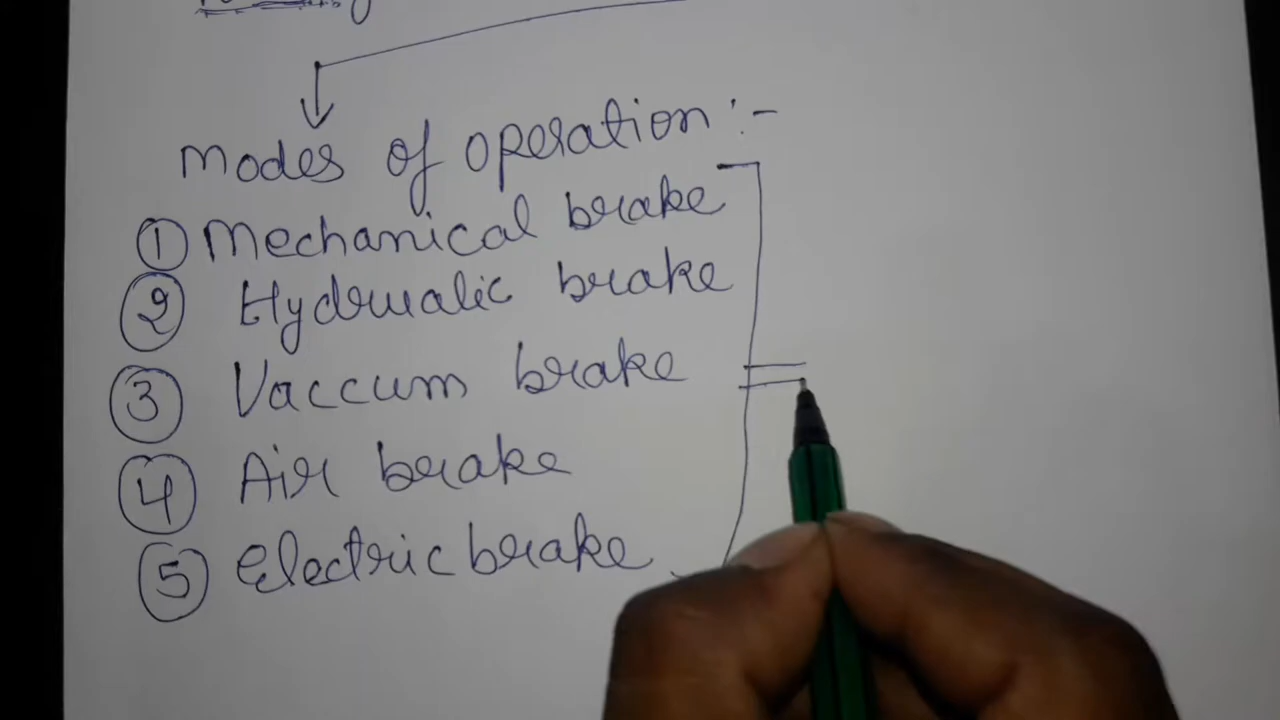 Modes of operation :-
① Mechanical brake
② Hydrualic brake
③ Vaccum brake
④ Air brake
⑤ Electric brake